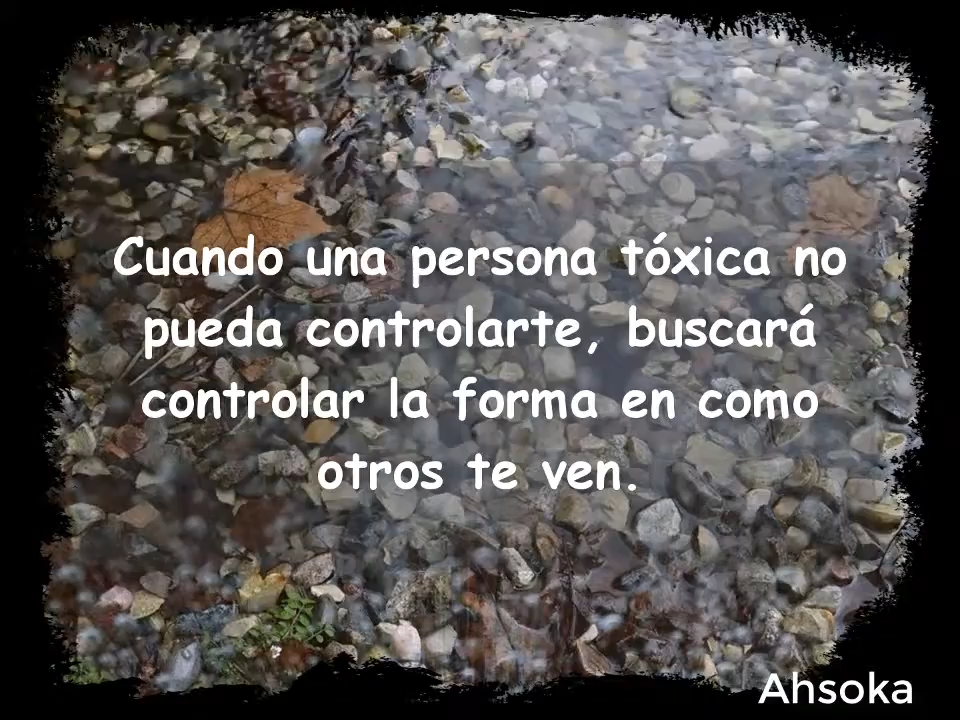 Cuando una persona tóxica no
pueda controlarte, buscará
controlar la forma en como
otros te ven.
Ahsoka